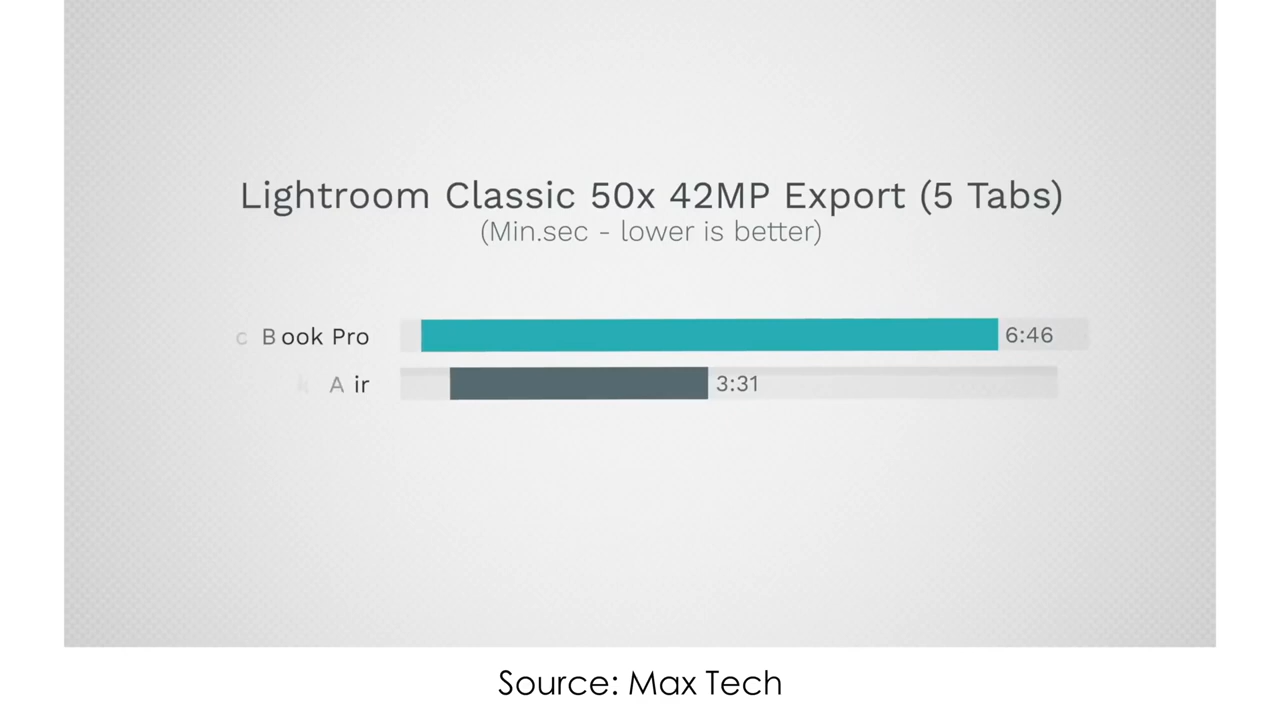 Lightroom Classic 50x 42MP Export (5 Tabs)
(Min.sec - lower is better)
c Book Pro 6:46
k Air 3:31
Source: Max Tech